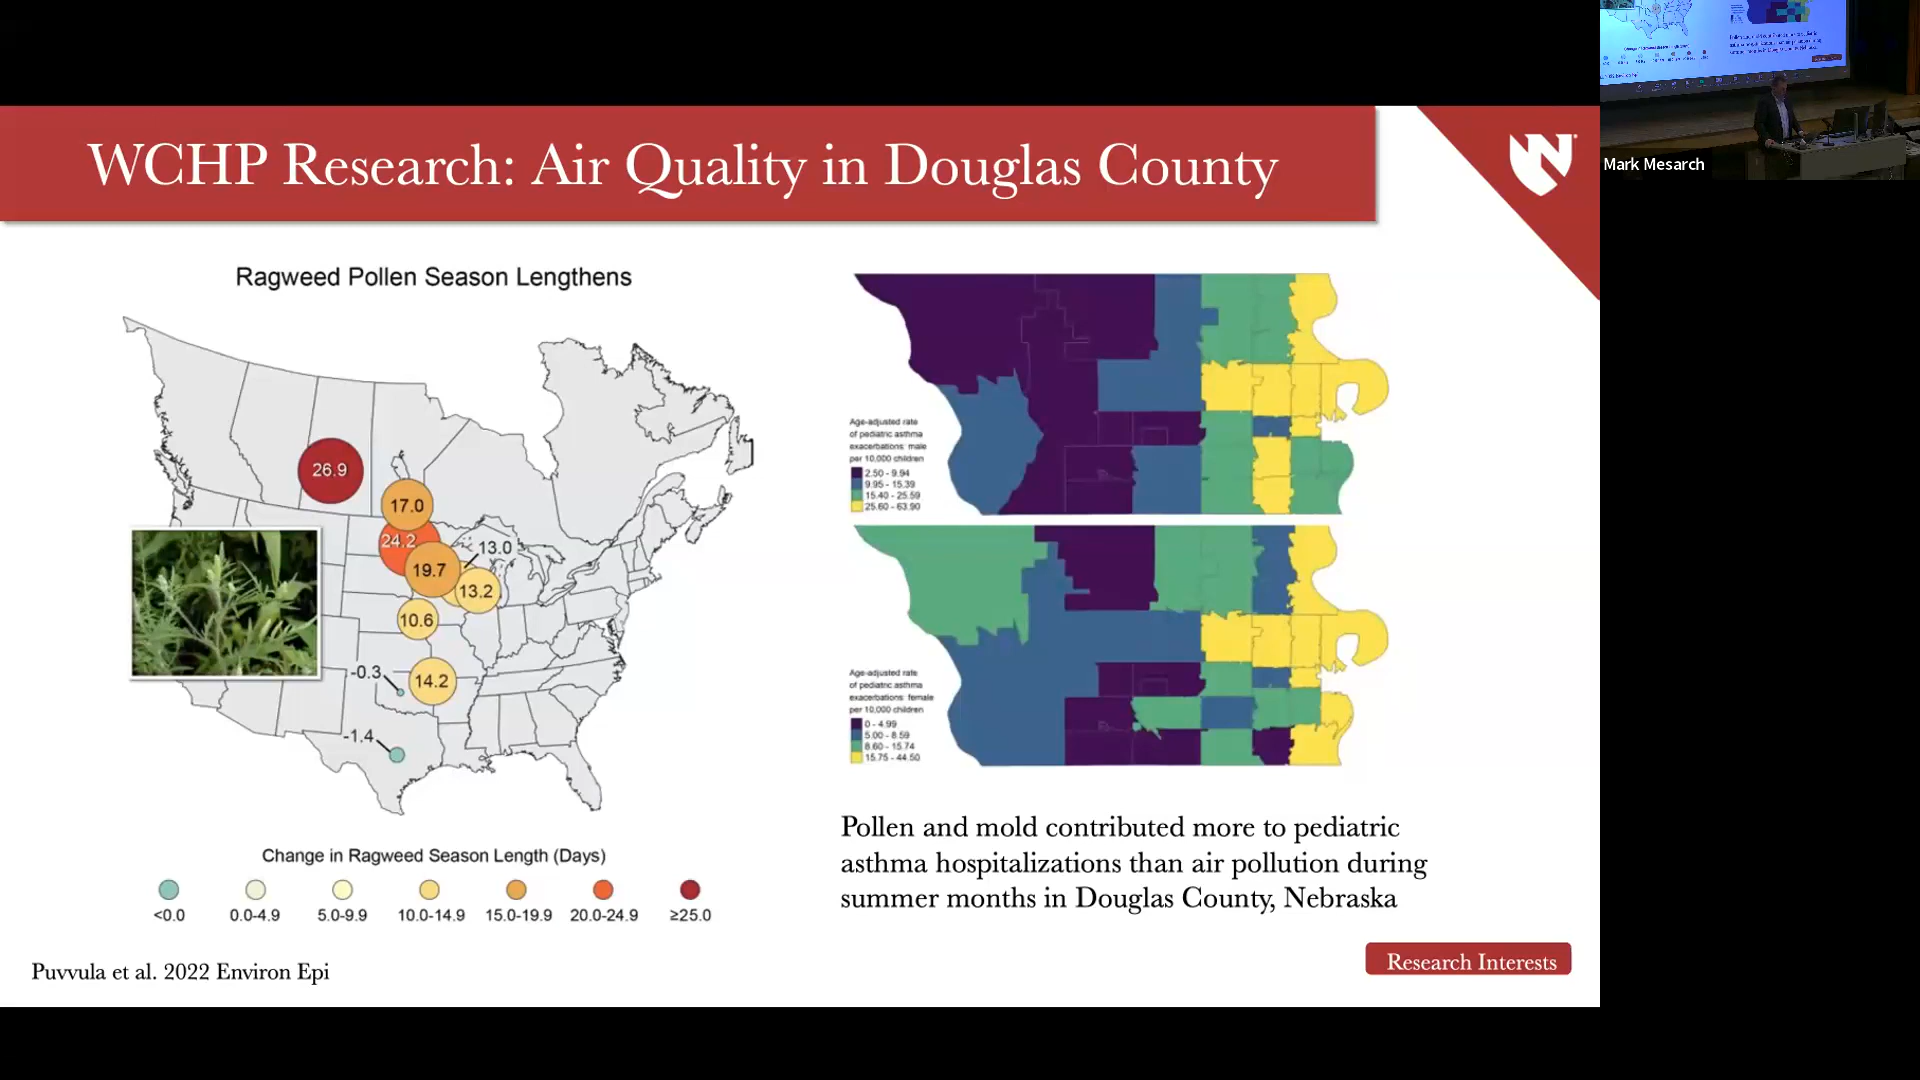 WCHP Research: Air Quality in Douglas County
Mark Mesarch
Ragweed Pollen Season Lengthens
26.9
17.0
24.2
13.0
19.7
13.2
10.6
-0.3
14.2
-1.4
Change in Ragweed Season Length (Days)
<0.0 0.0-4.9 5.0-9.9 10.0-14.9 15.0-19.9 20.0-24.9 ≥25.0
Age-adjusted rate
of pediatric asthma
exacerbations: male
per 10,000 children
2.50 - 9.94
9.95 - 15.39
15.40 - 25.59
25.60 - 63.90
Age-adjusted rate
of pediatric asthma
exacerbations: female
per 10,000 children
0 - 4.99
5.00 - 8.59
8.60 - 15.74
15.75 - 44.50
Pollen and mold contributed more to pediatric
asthma hospitalizations than air pollution during
summer months in Douglas County, Nebraska
Puvvula et al. 2022 Environ Epi
Research Interests